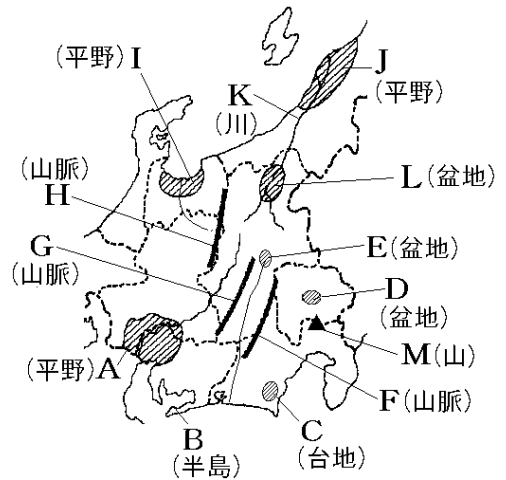 (平野)I
J
(平野)
K
(川)
(山脈)
H
L(盆地)
G
(山脈)
E(盆地)
D
(盆地)
M(山)
(平野)A
F(山脈)
B
(半島)
C
(台地)